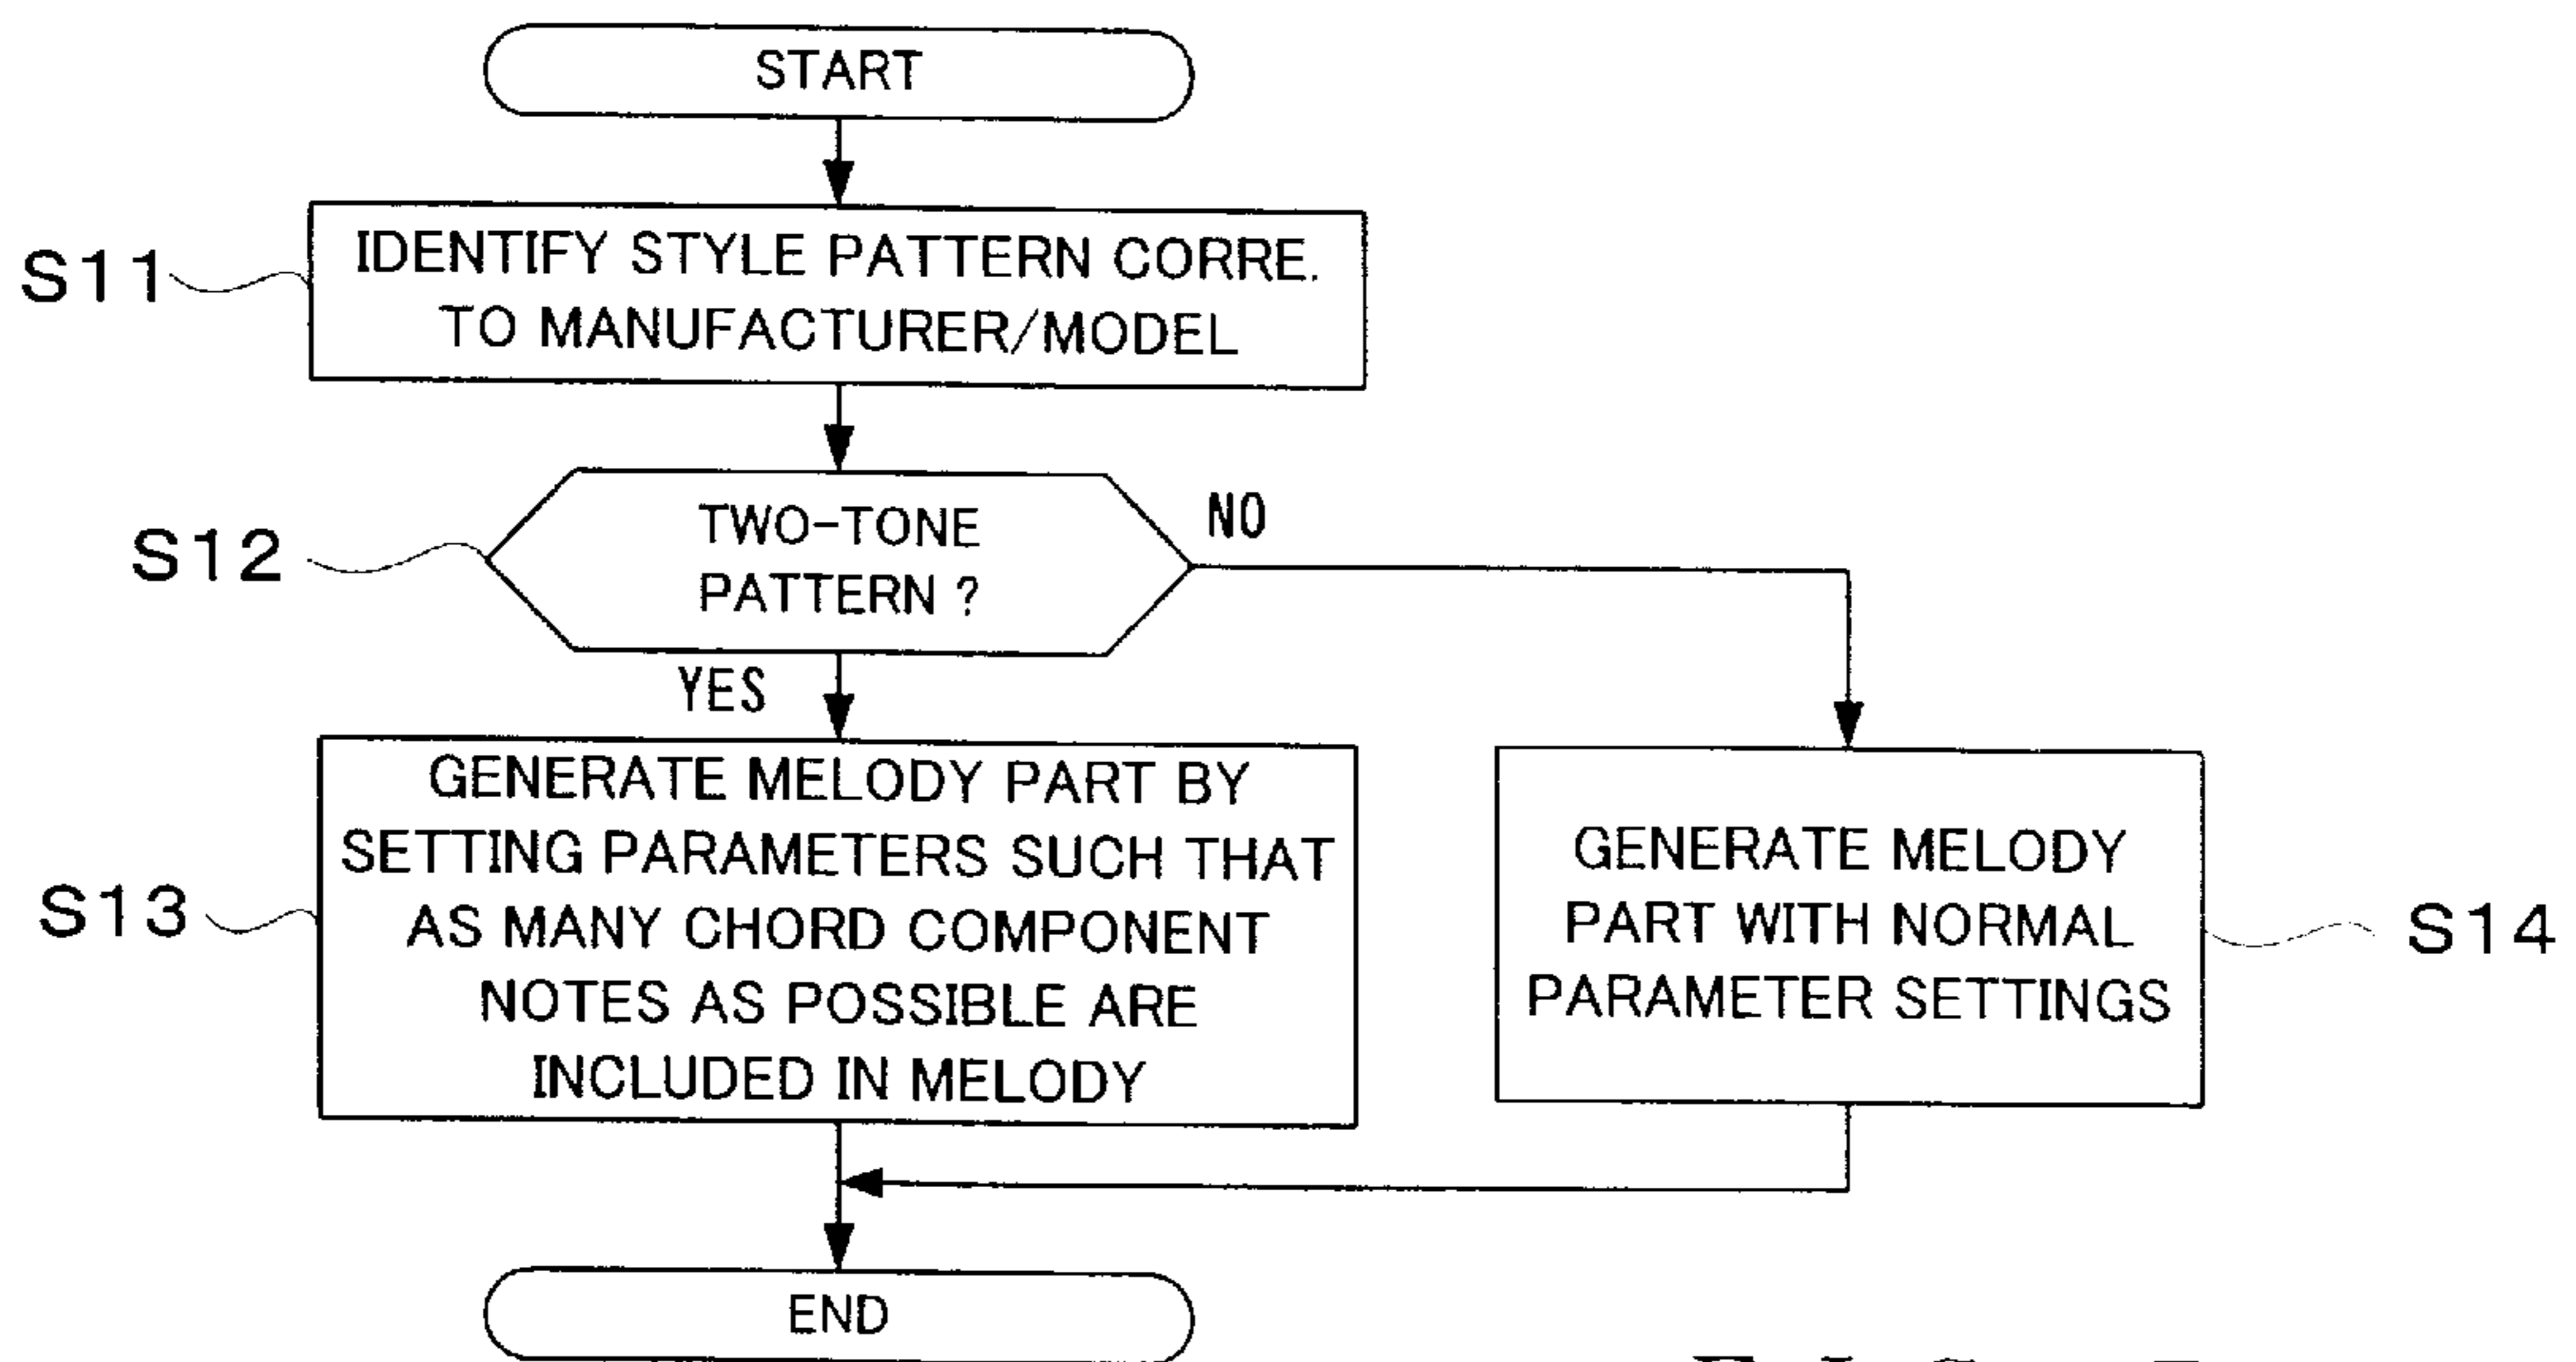 START
S11
IDENTIFY STYLE PATTERN CORRE.
TO MANUFACTURER/MODEL
S12
TWO-TONE
PATTERN ?
NO
YES
S13
GENERATE MELODY PART BY
SETTING PARAMETERS SUCH THAT
AS MANY CHORD COMPONENT
NOTES AS POSSIBLE ARE
INCLUDED IN MELODY
GENERATE MELODY
PART WITH NORMAL
PARAMETER SETTINGS
S14
END